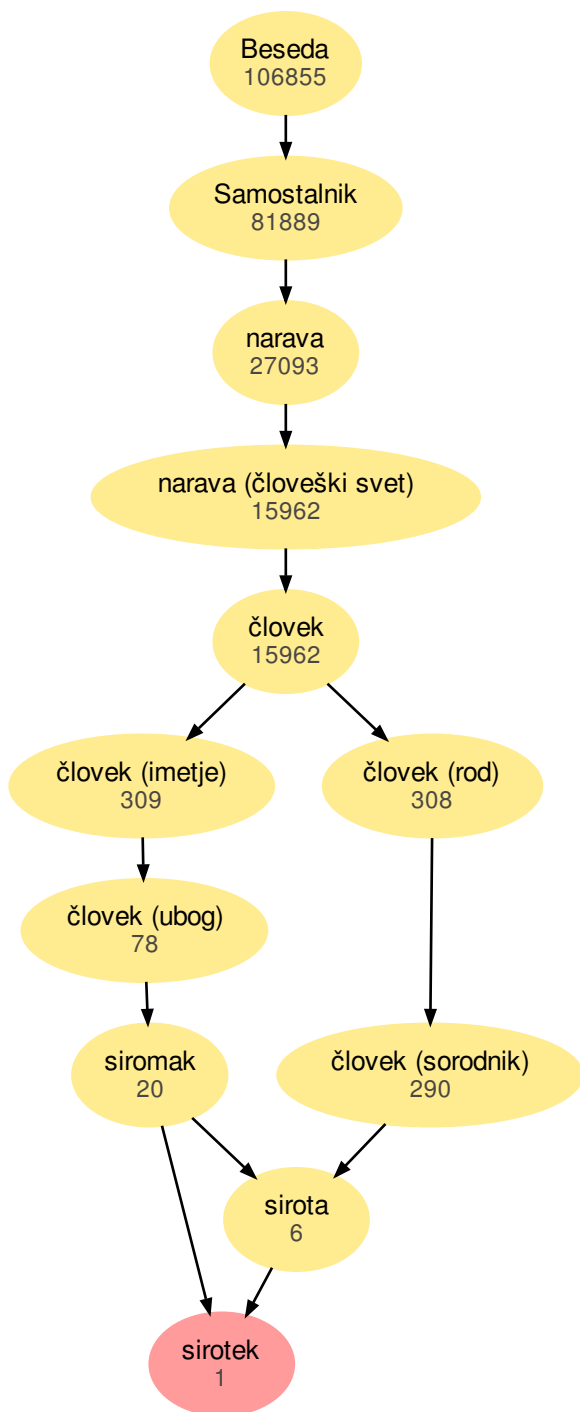 Beseda
106855
Samostalnik
81889
narava
27093
narava (človeški svet)
15962
človek
15962
človek (imetje)
309
človek (rod)
308
človek (ubog)
78
siromak
20
človek (sorodnik)
290
sirota
6
sirotek
1